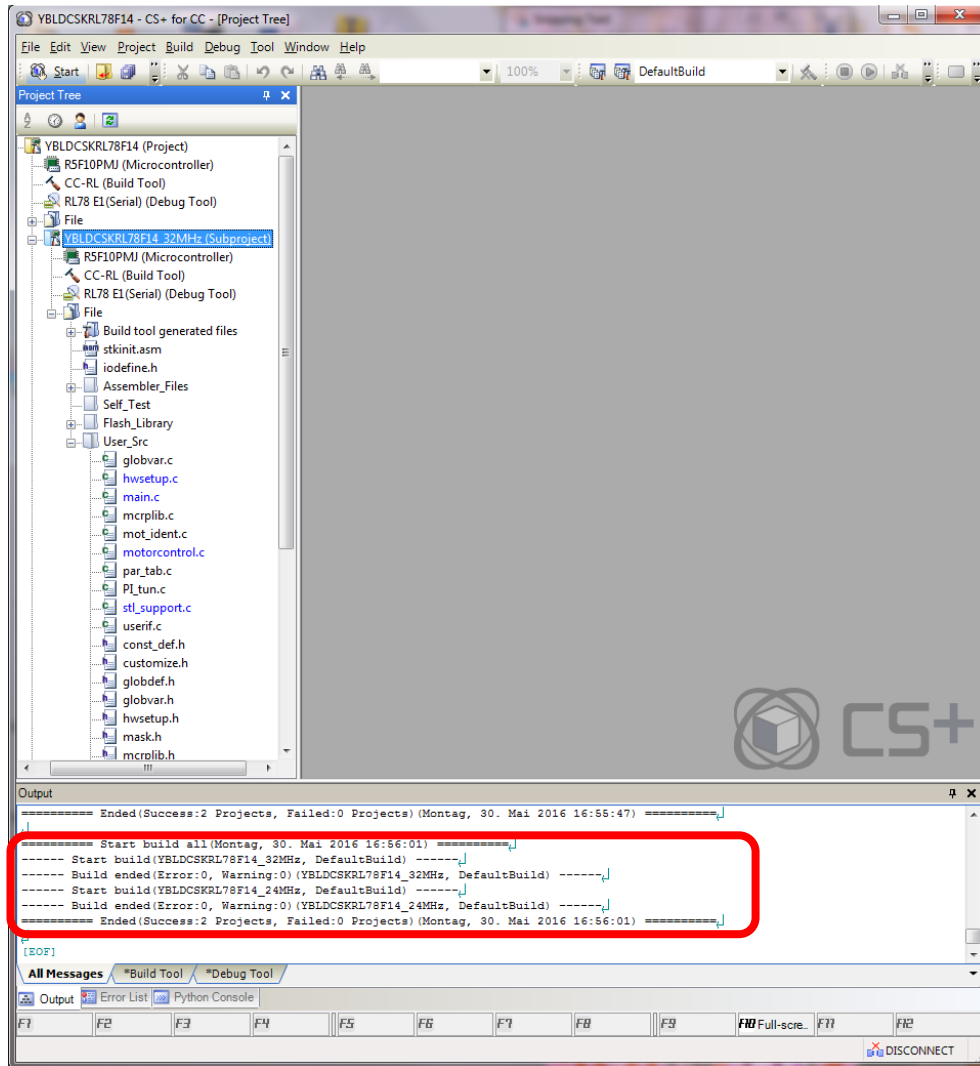 YBLDCSKRL78F14 - CS+ for CC - [Project Tree]
File Edit View Project Build Debug Tool Window Help
Start 100% DefaultBuild
Project Tree
YBLDCSKRL78F14 (Project)
R5F10PMJ (Microcontroller)
CC-RL (Build Tool)
RL78 E1(Serial) (Debug Tool)
File
YBLDCSKRL78F14_32MHz (Subproject)
R5F10PMJ (Microcontroller)
CC-RL (Build Tool)
RL78 E1(Serial) (Debug Tool)
File
Build tool generated files
stkinit.asm
iodefine.h
Assembler_Files
Self_Test
Flash_Library
User_Src
globvar.c
hwsetup.c
main.c
mcrplib.c
mot_ident.c
motorcontrol.c
par_tab.c
PI_tun.c
stl_support.c
userif.c
const_def.h
customize.h
globdef.h
globvar.h
hwsetup.h
mask.h
mcrplib.h
CS+
Output
========== Ended(Success:2 Projects, Failed:0 Projects)(Montag, 30. Mai 2016 16:55:47) ==========
========== Start build all(Montag, 30. Mai 2016 16:56:01) ==========
------ Start build(YBLDCSKRL78F14_32MHz, DefaultBuild) ------
------ Build ended(Error:0, Warning:0)(YBLDCSKRL78F14_32MHz, DefaultBuild) ------
------ Start build(YBLDCSKRL78F14_24MHz, DefaultBuild) ------
------ Build ended(Error:0, Warning:0)(YBLDCSKRL78F14_24MHz, DefaultBuild) ------
========== Ended(Success:2 Projects, Failed:0 Projects)(Montag, 30. Mai 2016 16:56:01) ==========
[EOF]
All Messages *Build Tool *Debug Tool
Output Error List Python Console
F1 F2 F3 F4 F5 F6 F7 F8 F9 F10 Full-scre... F11 F12
DISCONNECT